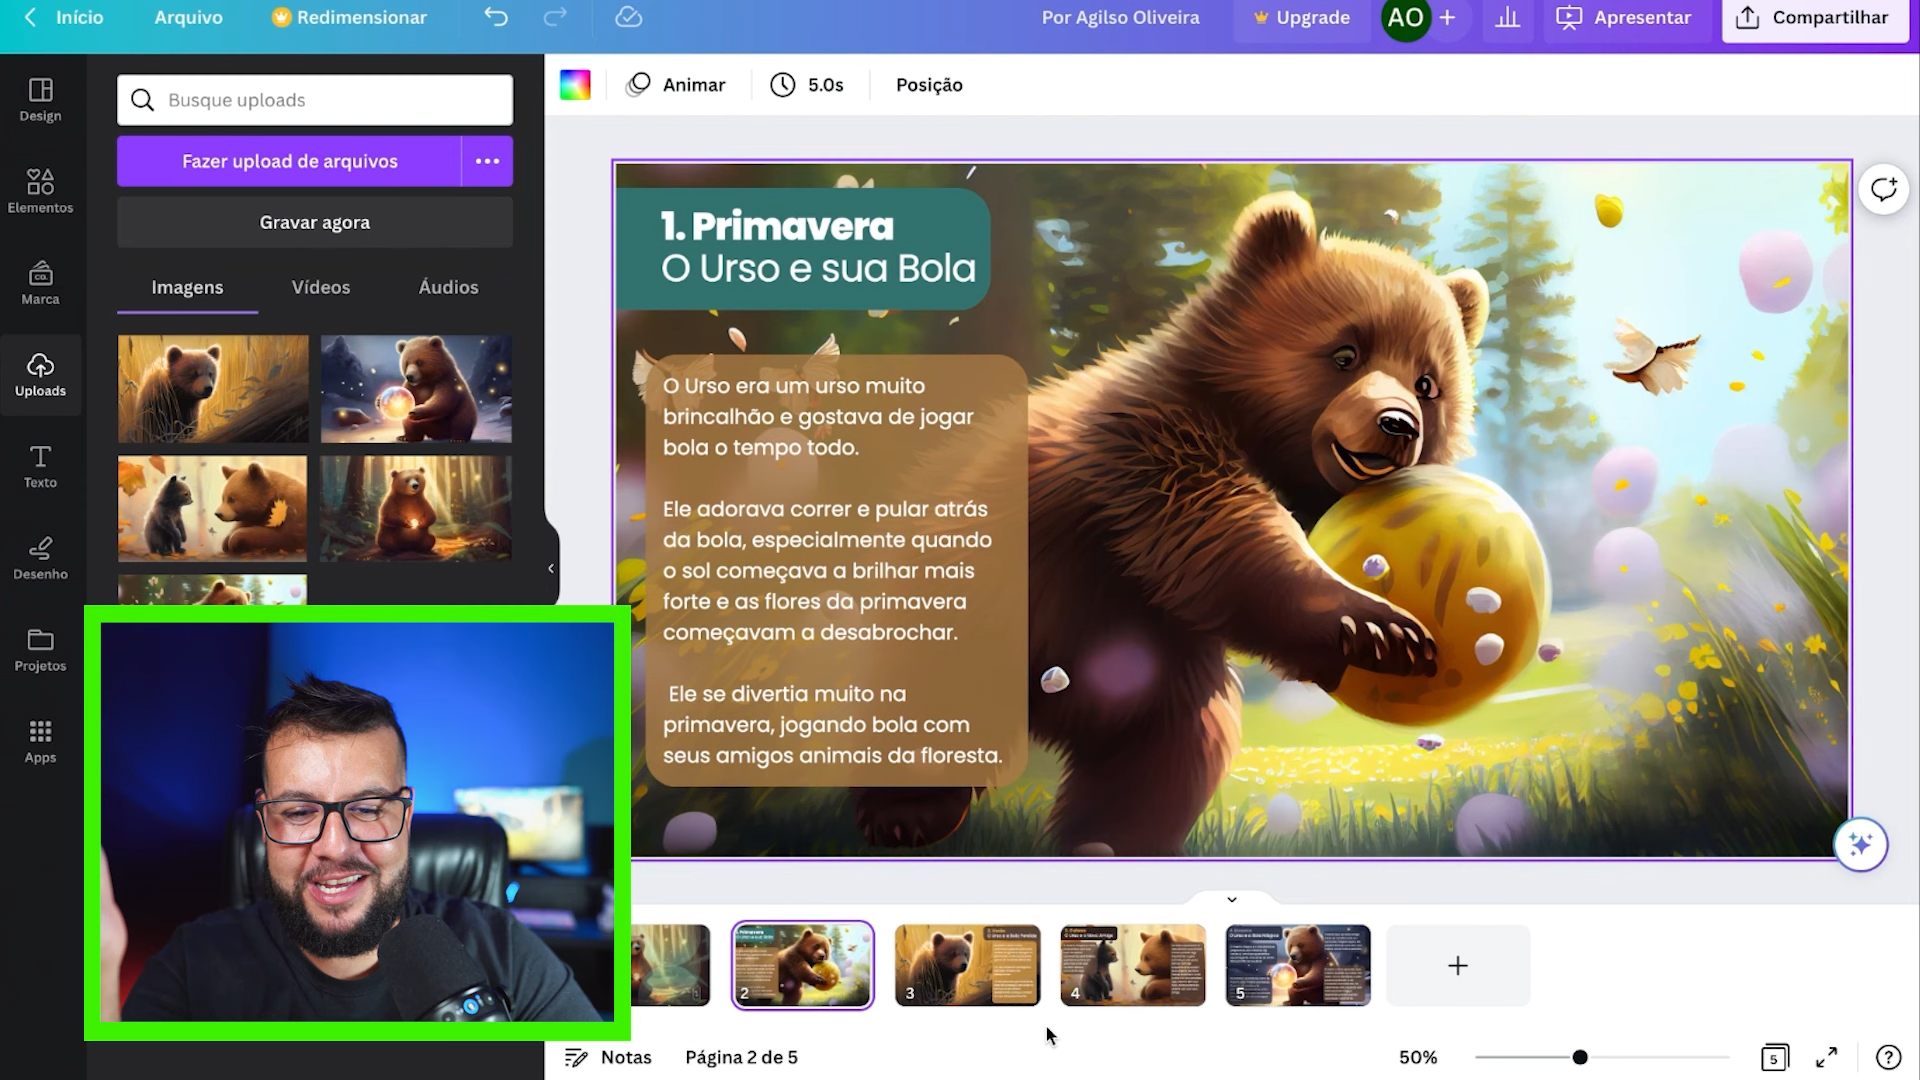 Início
Arquivo
Redimensionar
Por Agilso Oliveira
Upgrade
AO
Apresentar
Compartilhar
Design
Elementos
CO.
Marca
Uploads
Texto
Desenho
Projetos
Apps
Busque uploads
Fazer upload de arquivos
Gravar agora
Imagens
Vídeos
Áudios
Animar
5.0s
Posição
1. Primavera
O Urso e sua Bola
O Urso era um urso muito
brincalhão e gostava de jogar
bola o tempo todo.
Ele adorava correr e pular atrás
da bola, especialmente quando
o sol começava a brilhar mais
forte e as flores da primavera
começavam a desabrochar.
Ele se divertia muito na
primavera, jogando bola com
seus amigos animais da floresta.
2
3
4
5
Notas
Página 2 de 5
50%
5